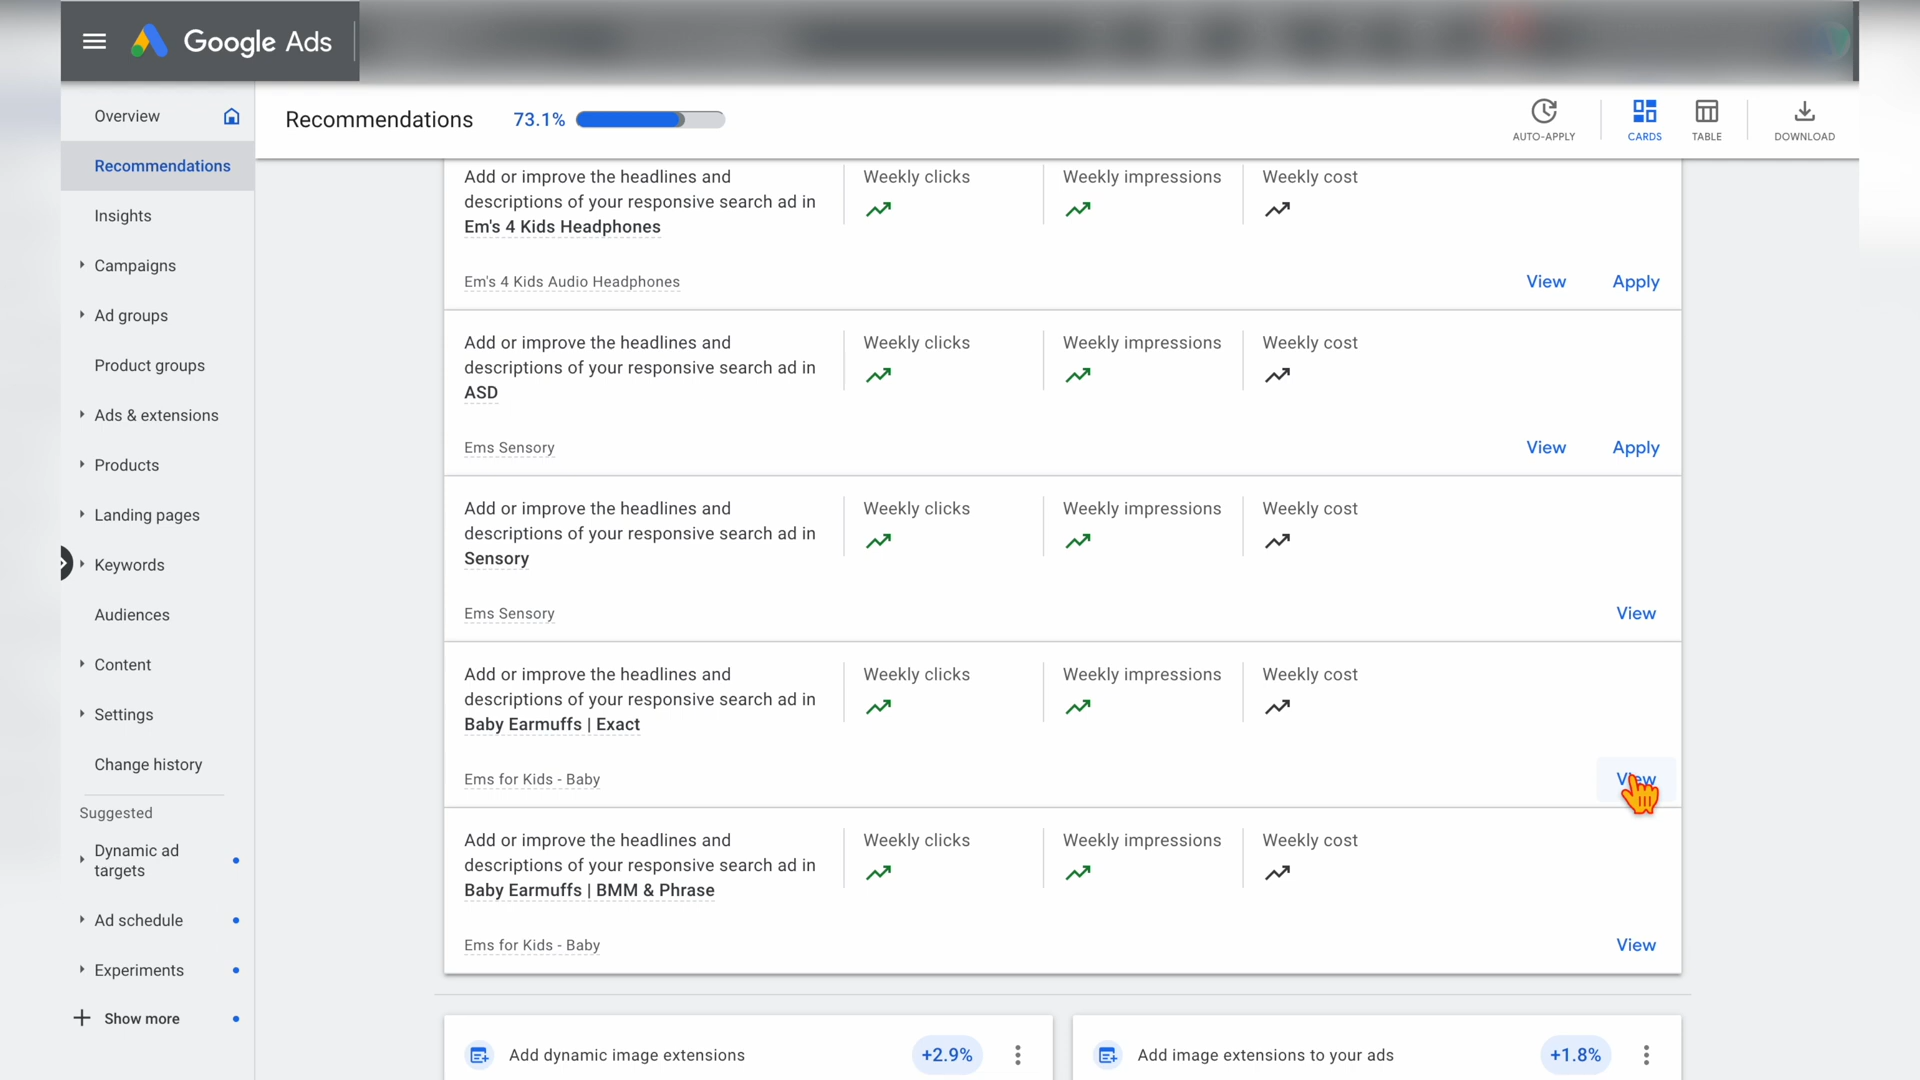 Google Ads
Overview
Recommendations
Insights
Campaigns
Ad groups
Product groups
Ads & extensions
Products
Landing pages
Keywords
Audiences
Content
Settings
Change history
Suggested
Dynamic ad
targets
Ad schedule
Experiments
Show more
Recommendations 73.1%
AUTO-APPLY
CARDS
TABLE
DOWNLOAD
Add or improve the headlines and
descriptions of your responsive search ad in
Em's 4 Kids Headphones
Weekly clicks
Weekly impressions
Weekly cost
Em's 4 Kids Audio Headphones
View Apply
Add or improve the headlines and
descriptions of your responsive search ad in
ASD
Weekly clicks
Weekly impressions
Weekly cost
Ems Sensory
View Apply
Add or improve the headlines and
descriptions of your responsive search ad in
Sensory
Weekly clicks
Weekly impressions
Weekly cost
Ems Sensory
View
Add or improve the headlines and
descriptions of your responsive search ad in
Baby Earmuffs | Exact
Weekly clicks
Weekly impressions
Weekly cost
Ems for Kids - Baby
View
Add or improve the headlines and
descriptions of your responsive search ad in
Baby Earmuffs | BMM & Phrase
Weekly clicks
Weekly impressions
Weekly cost
Ems for Kids - Baby
View
Add dynamic image extensions +2.9%
Add image extensions to your ads +1.8%